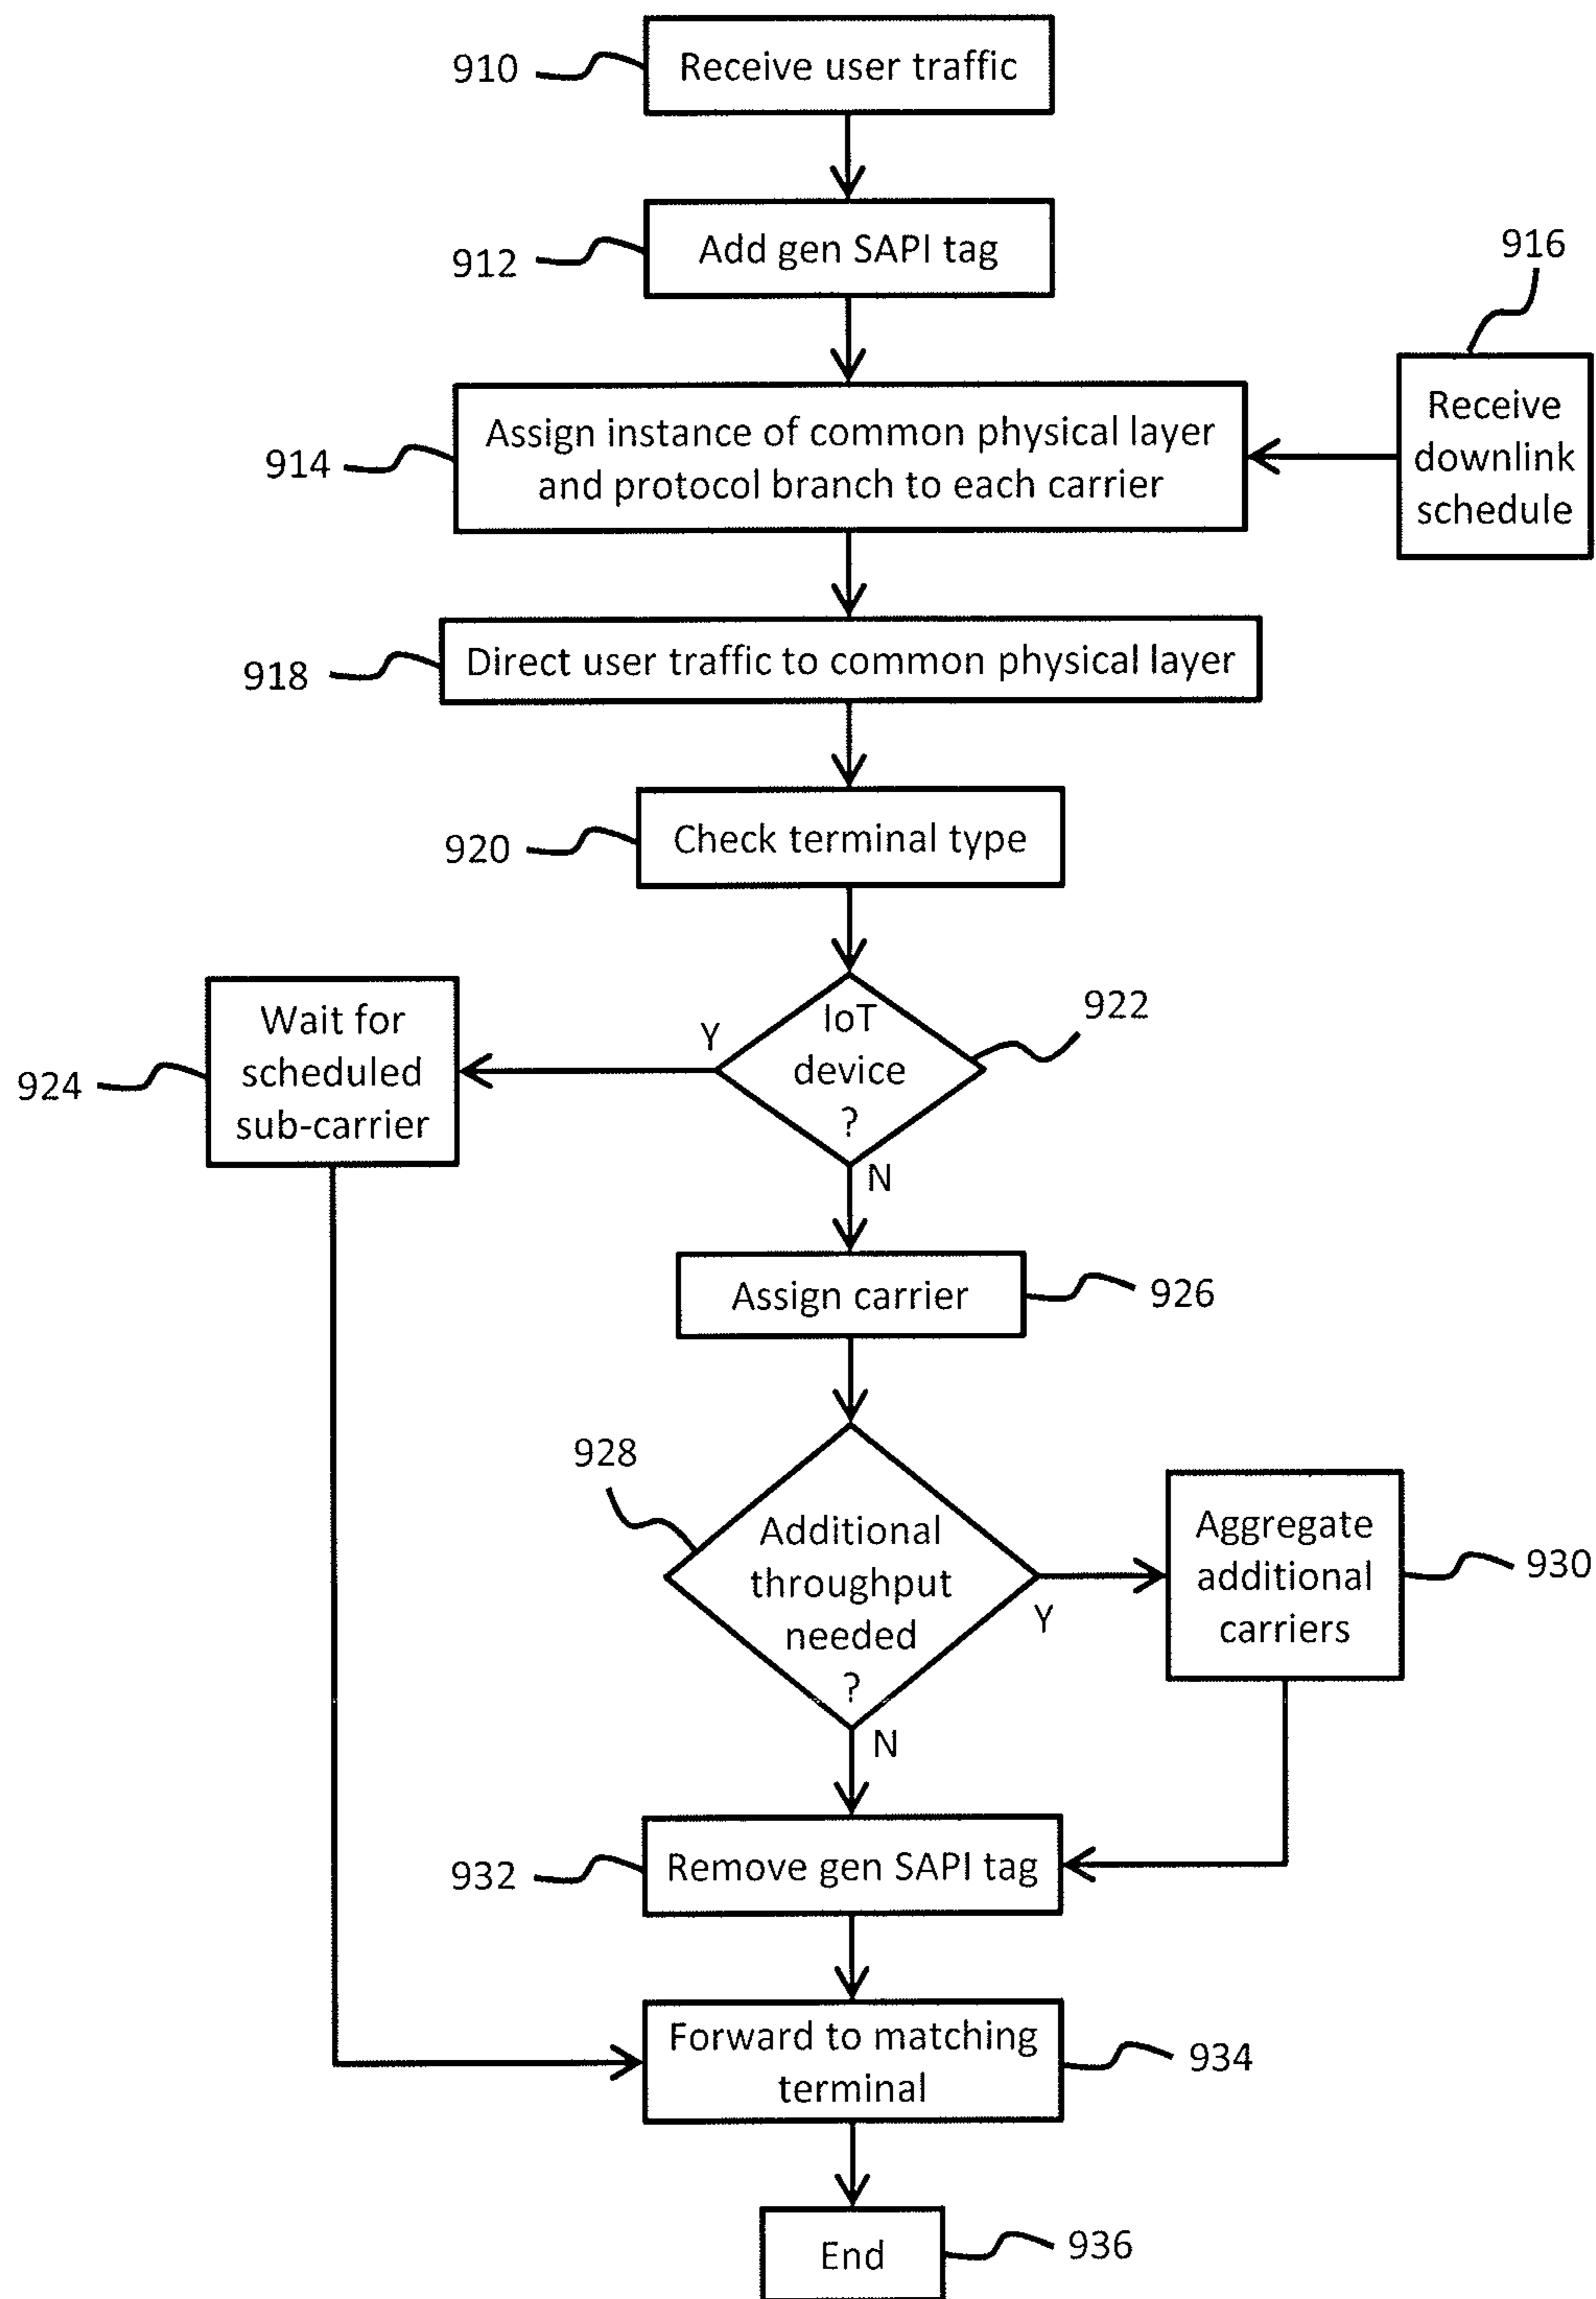 910
Receive user traffic
912
Add gen SAPI tag
916
Receive
downlink
schedule
914
Assign instance of common physical layer
and protocol branch to each carrier
918
Direct user traffic to common physical layer
920
Check terminal type
922
IoT
device
?
Y
N
924
Wait for
scheduled
sub-carrier
Assign carrier
926
928
Additional
throughput
needed
?
Y
N
Aggregate
additional
carriers
930
932
Remove gen SAPI tag
Forward to matching
terminal
934
End
936